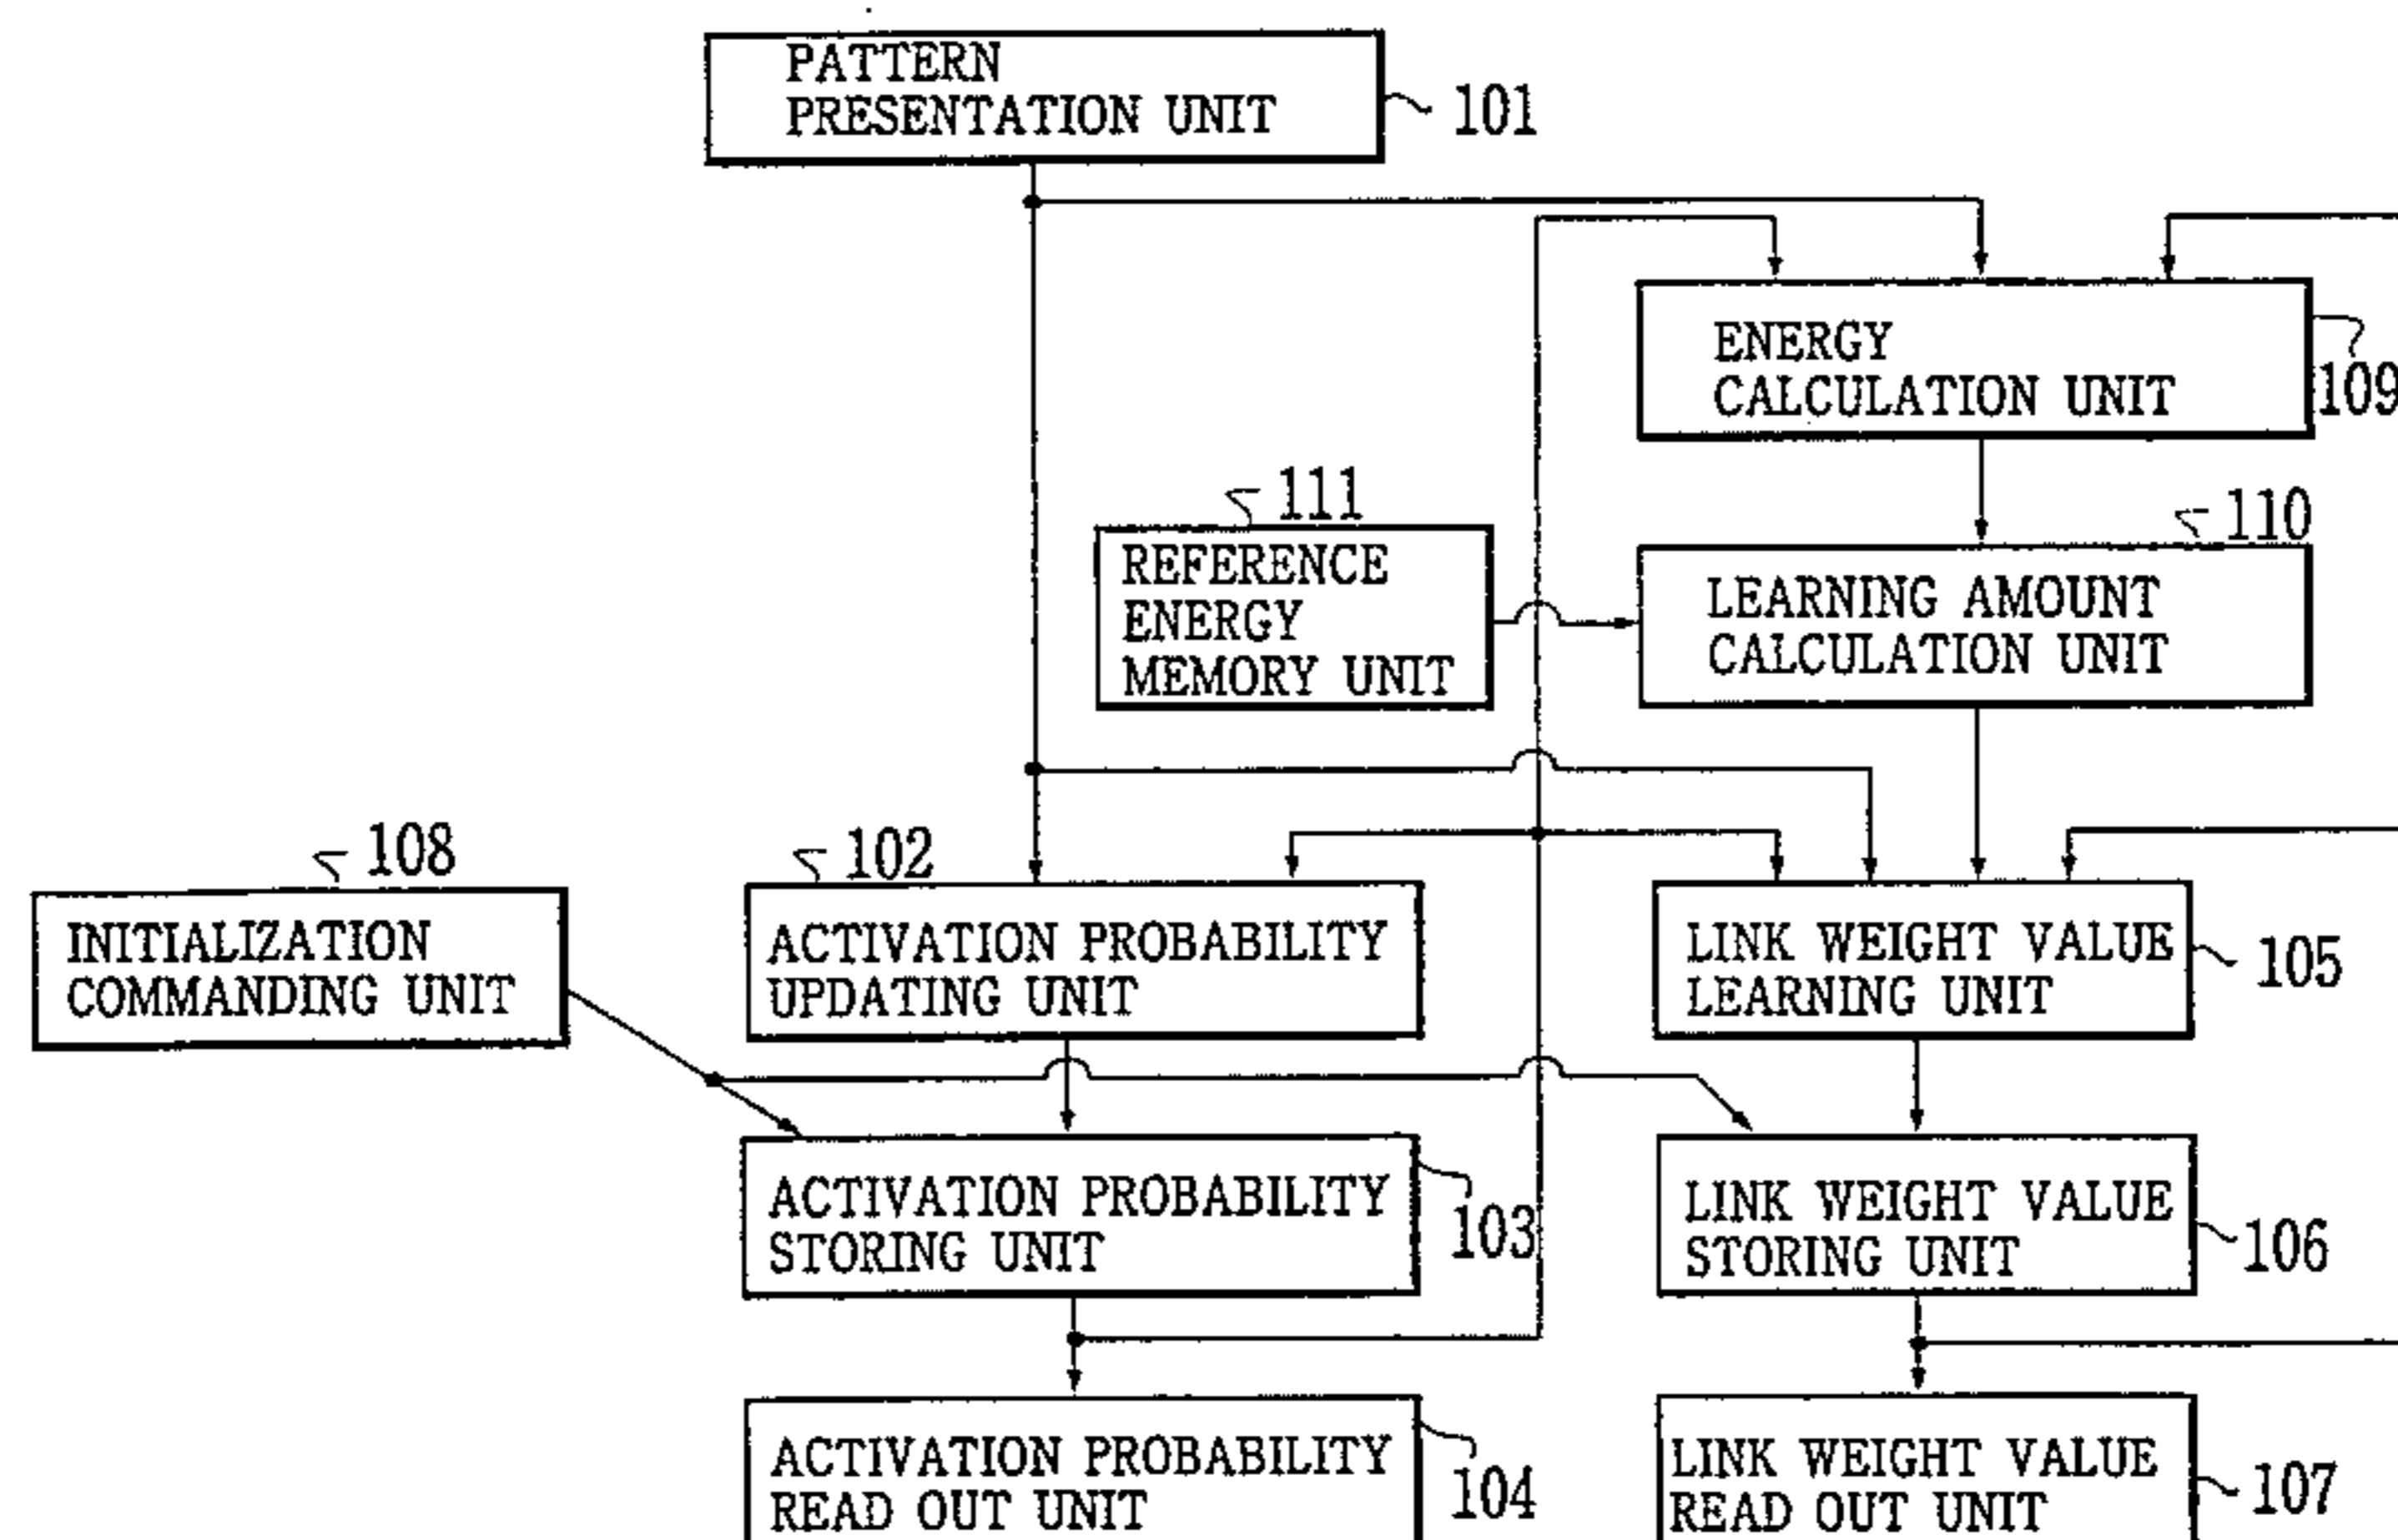 PATTERN
PRESENTATION UNIT
101
ENERGY
CALCULATION UNIT
109
111
REFERENCE
ENERGY
MEMORY UNIT
110
LEARNING AMOUNT
CALCULATION UNIT
108
INITIALIZATION
COMMANDING UNIT
102
ACTIVATION PROBABILITY
UPDATING UNIT
LINK WEIGHT VALUE
LEARNING UNIT
105
ACTIVATION PROBABILITY
STORING UNIT
103
LINK WEIGHT VALUE
STORING UNIT
106
ACTIVATION PROBABILITY
READ OUT UNIT
104
LINK WEIGHT VALUE
READ OUT UNIT
107